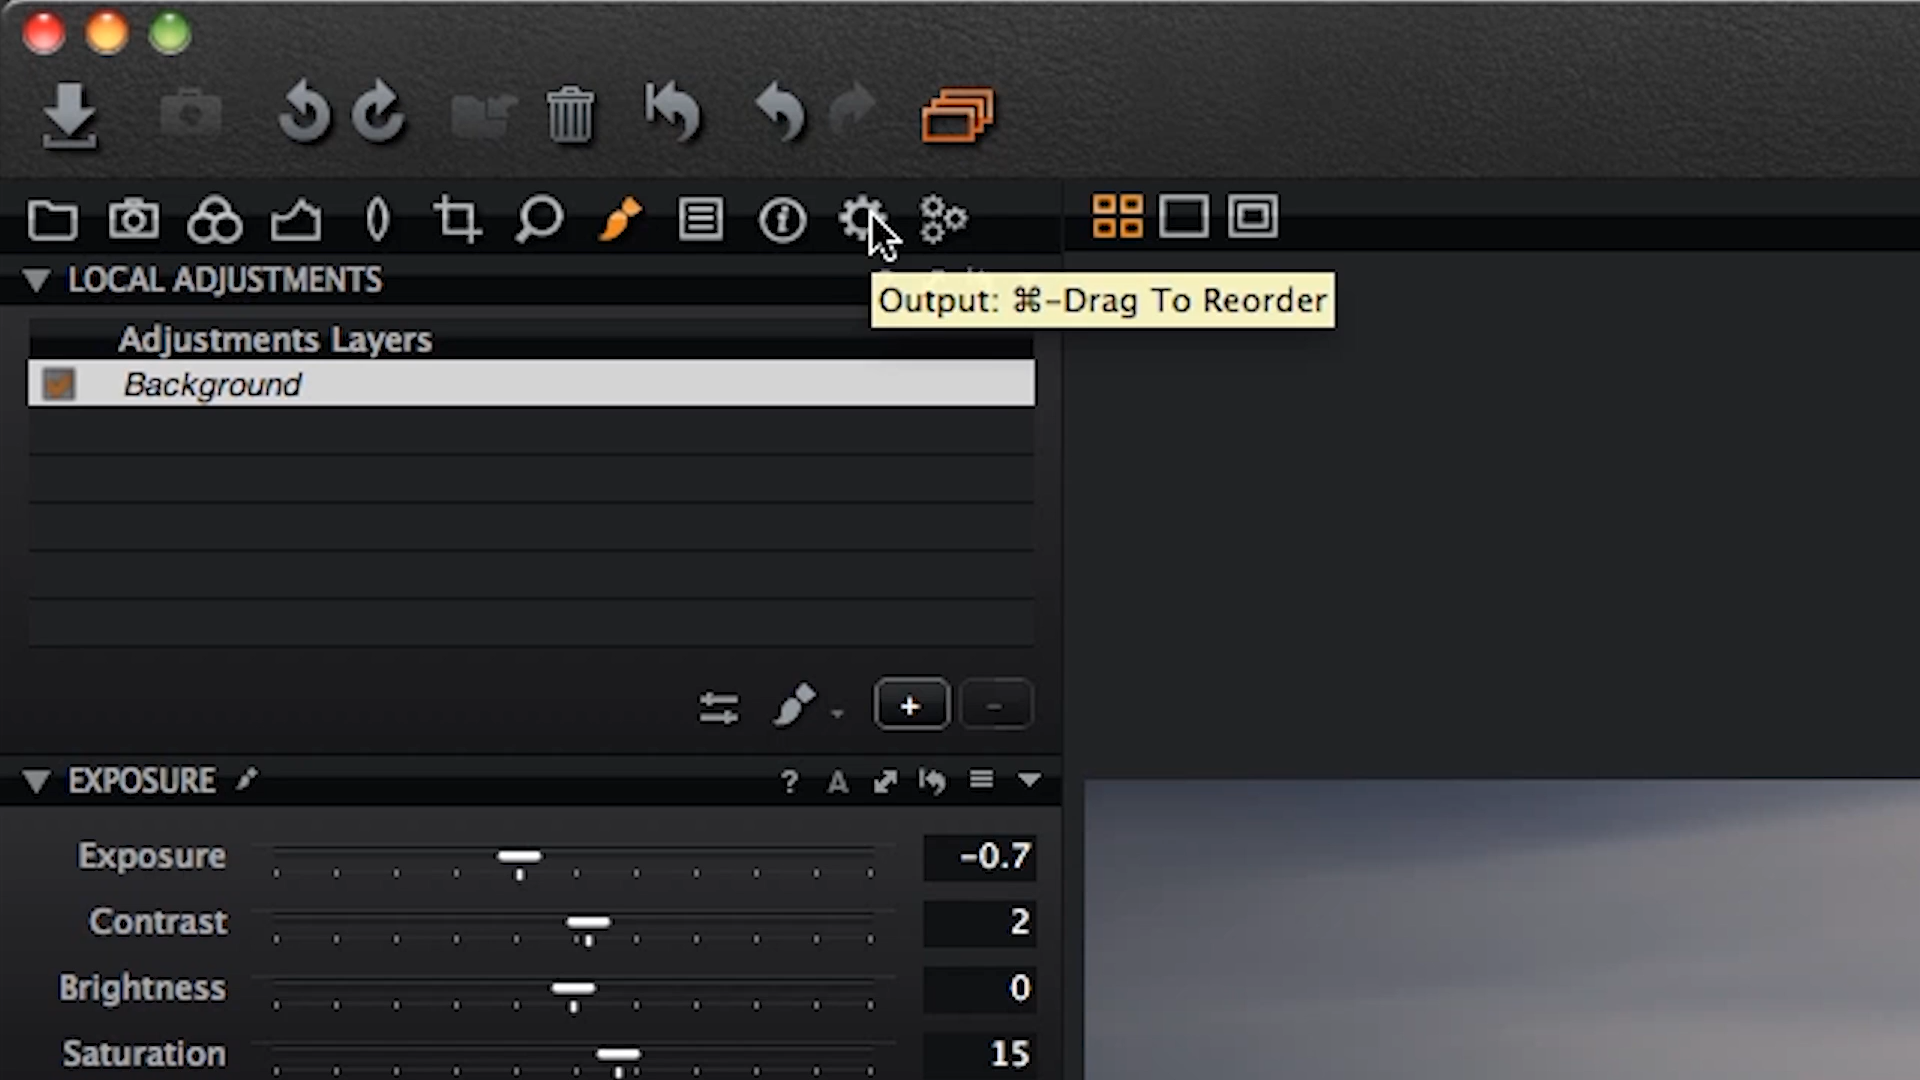 LOCAL ADJUSTMENTS
Output: ⌘-Drag To Reorder
Adjustments Layers
Background
+
-
EXPOSURE
? A
Exposure -0.7
Contrast 2
Brightness 0
Saturation 15